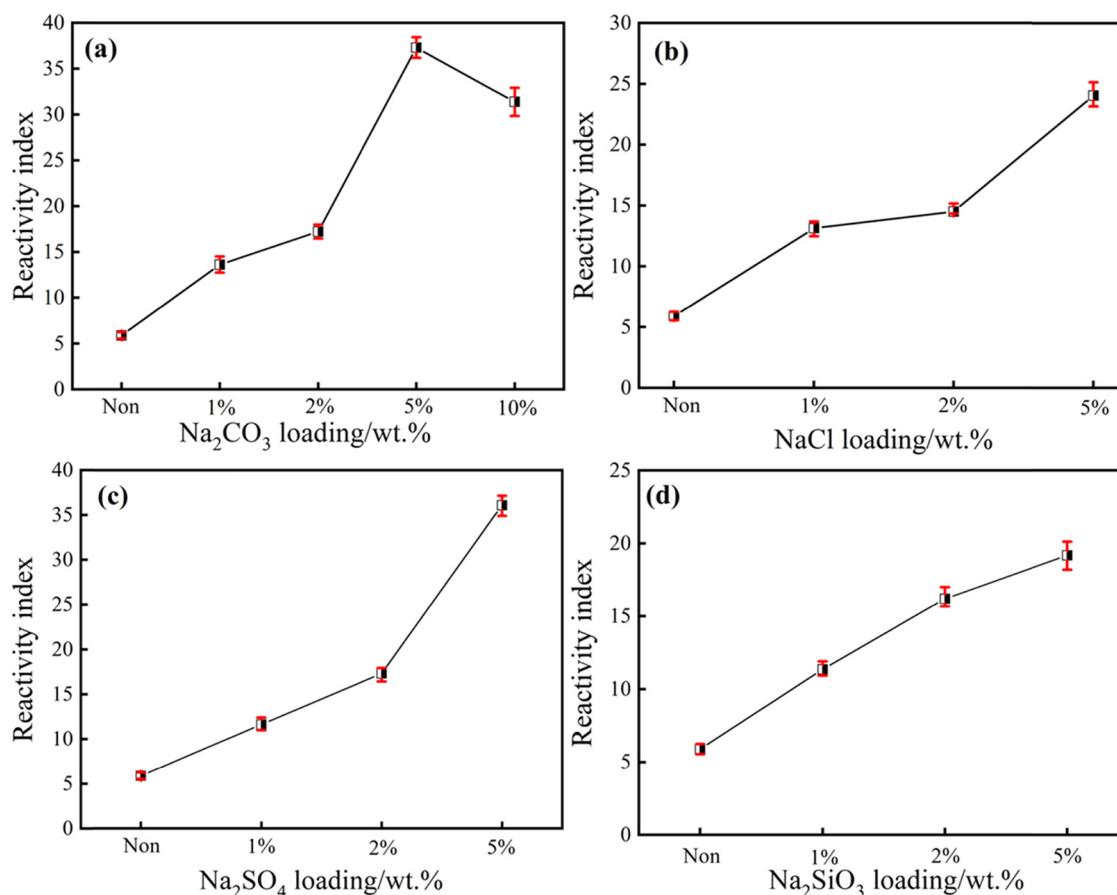 (a)
Reactivity index
40
35
30
25
20
15
10
5
0
Non 1% 2% 5% 10%
Na₂CO₃ loading/wt.%
(b)
Reactivity index
30
25
20
15
10
5
0
Non 1% 2% 5%
NaCl loading/wt.%
(c)
Reactivity index
40
35
30
25
20
15
10
5
0
Non 1% 2% 5%
Na₂SO₄ loading/wt.%
(d)
Reactivity index
25
20
15
10
5
0
Non 1% 2% 5%
Na₂SiO₃ loading/wt.%